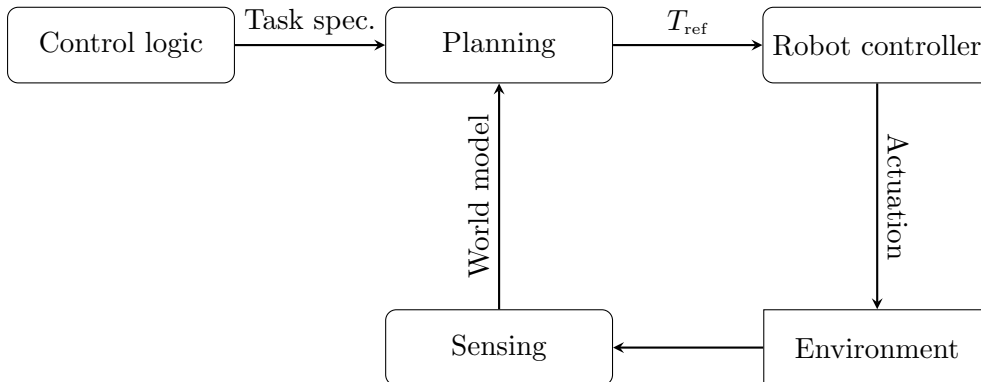 Control logic
Task spec.
Planning
T_ref
Robot controller
World model
Actuation
Sensing
Environment